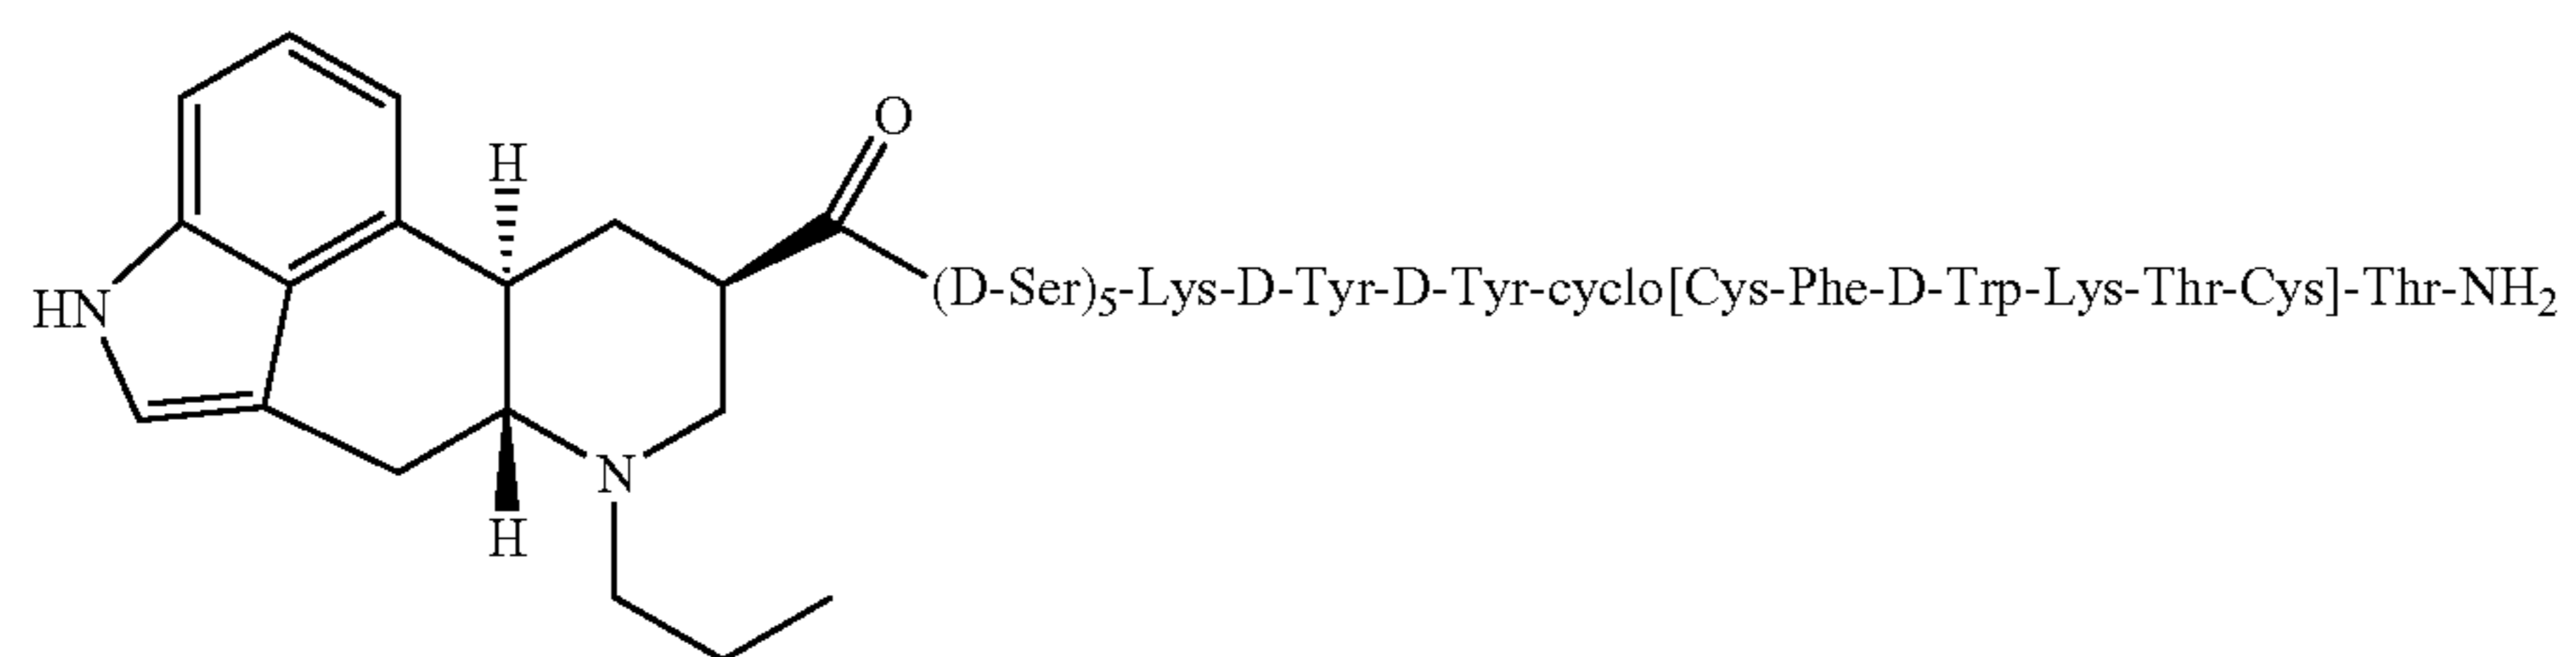 O
H
(D-Ser)5-Lys-D-Tyr-D-Tyr-cyclo[Cys-Phe-D-Trp-Lys-Thr-Cys]-Thr-NH2
HN
N
H